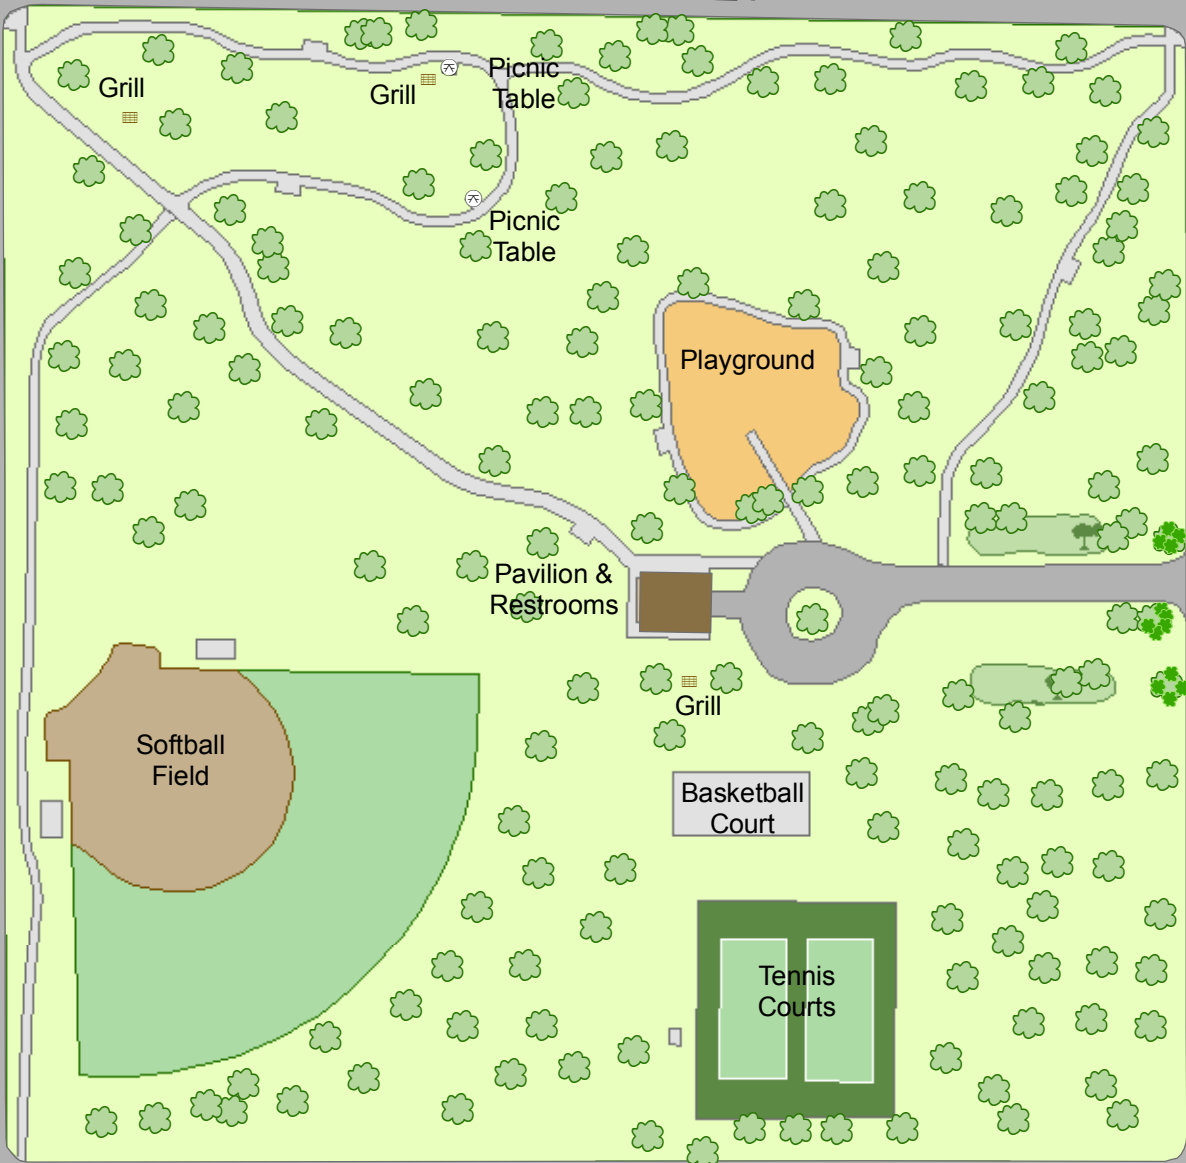 Grill
Grill
Picnic
Table
Picnic
Table
Playground
Pavilion &
Restrooms
Grill
Softball
Field
Basketball
Court
Tennis
Courts